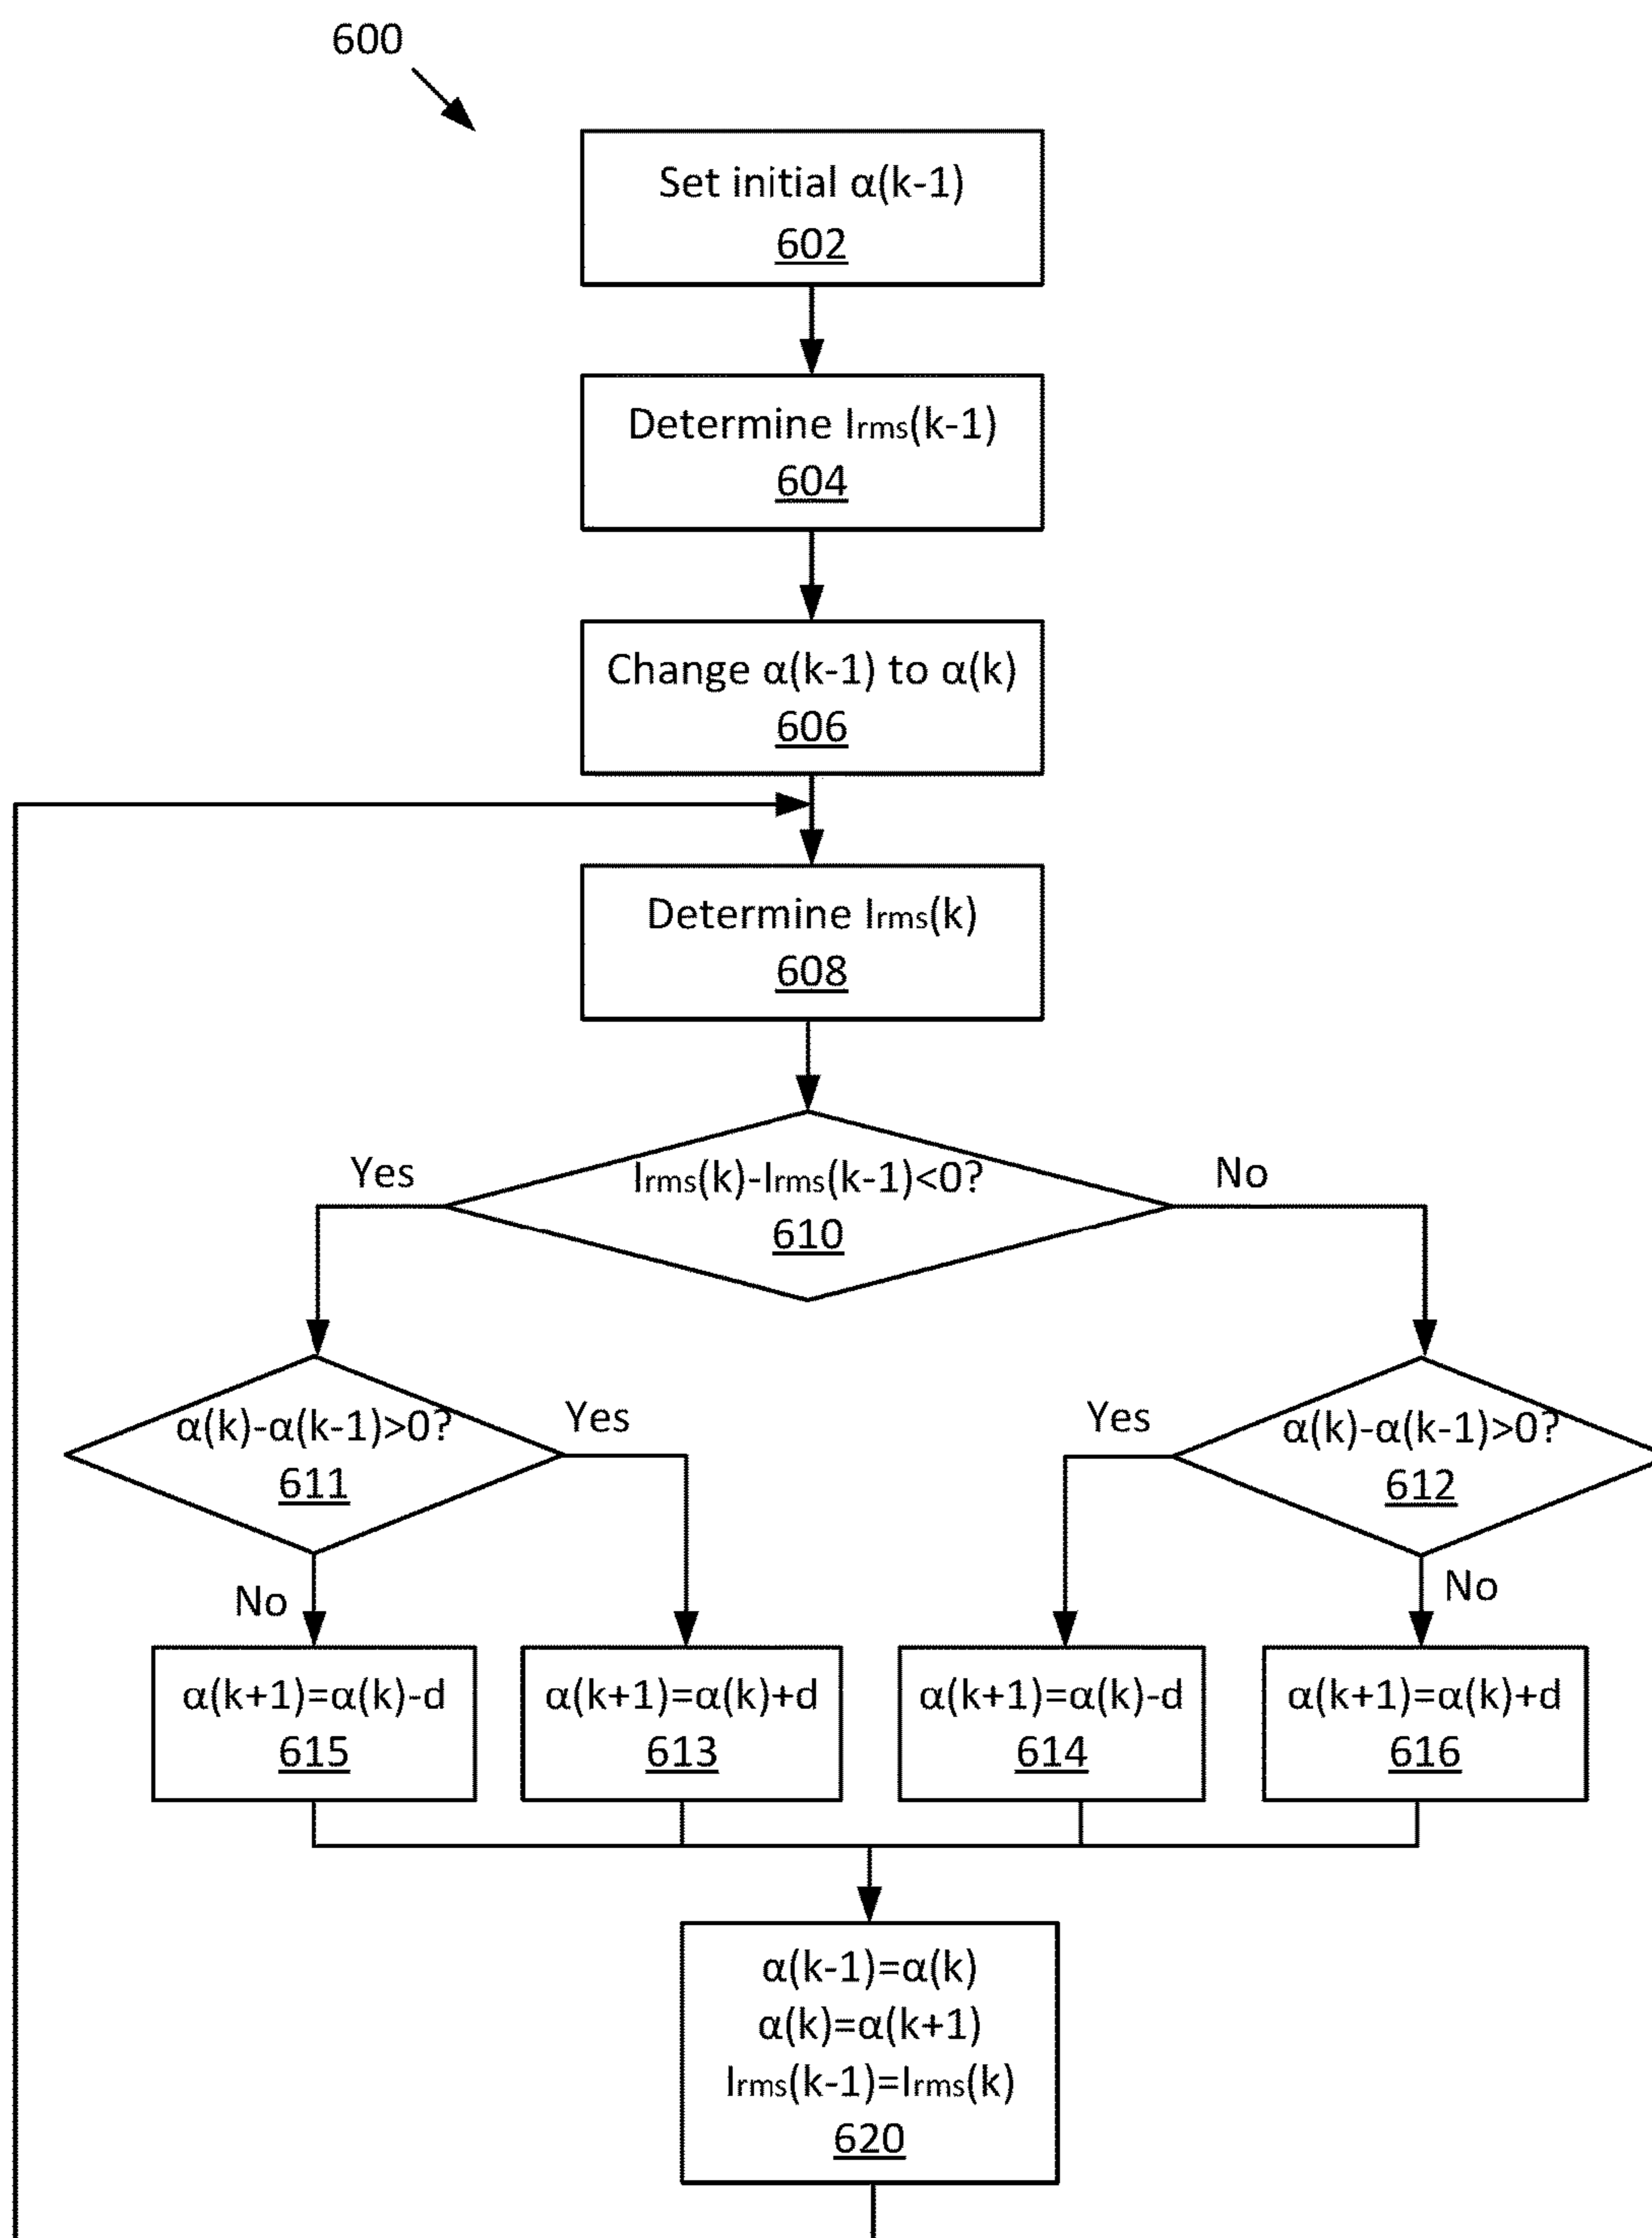 600
Set initial α(k-1)
602
Determine Irms(k-1)
604
Change α(k-1) to α(k)
606
Determine Irms(k)
608
Yes
Irms(k)-Irms(k-1)<0?
610
No
α(k)-α(k-1)>0?
611
Yes
Yes
α(k)-α(k-1)>0?
612
No
No
α(k+1)=α(k)-d
615
α(k+1)=α(k)+d
613
α(k+1)=α(k)-d
614
α(k+1)=α(k)+d
616
α(k-1)=α(k)
α(k)=α(k+1)
Irms(k-1)=Irms(k)
620